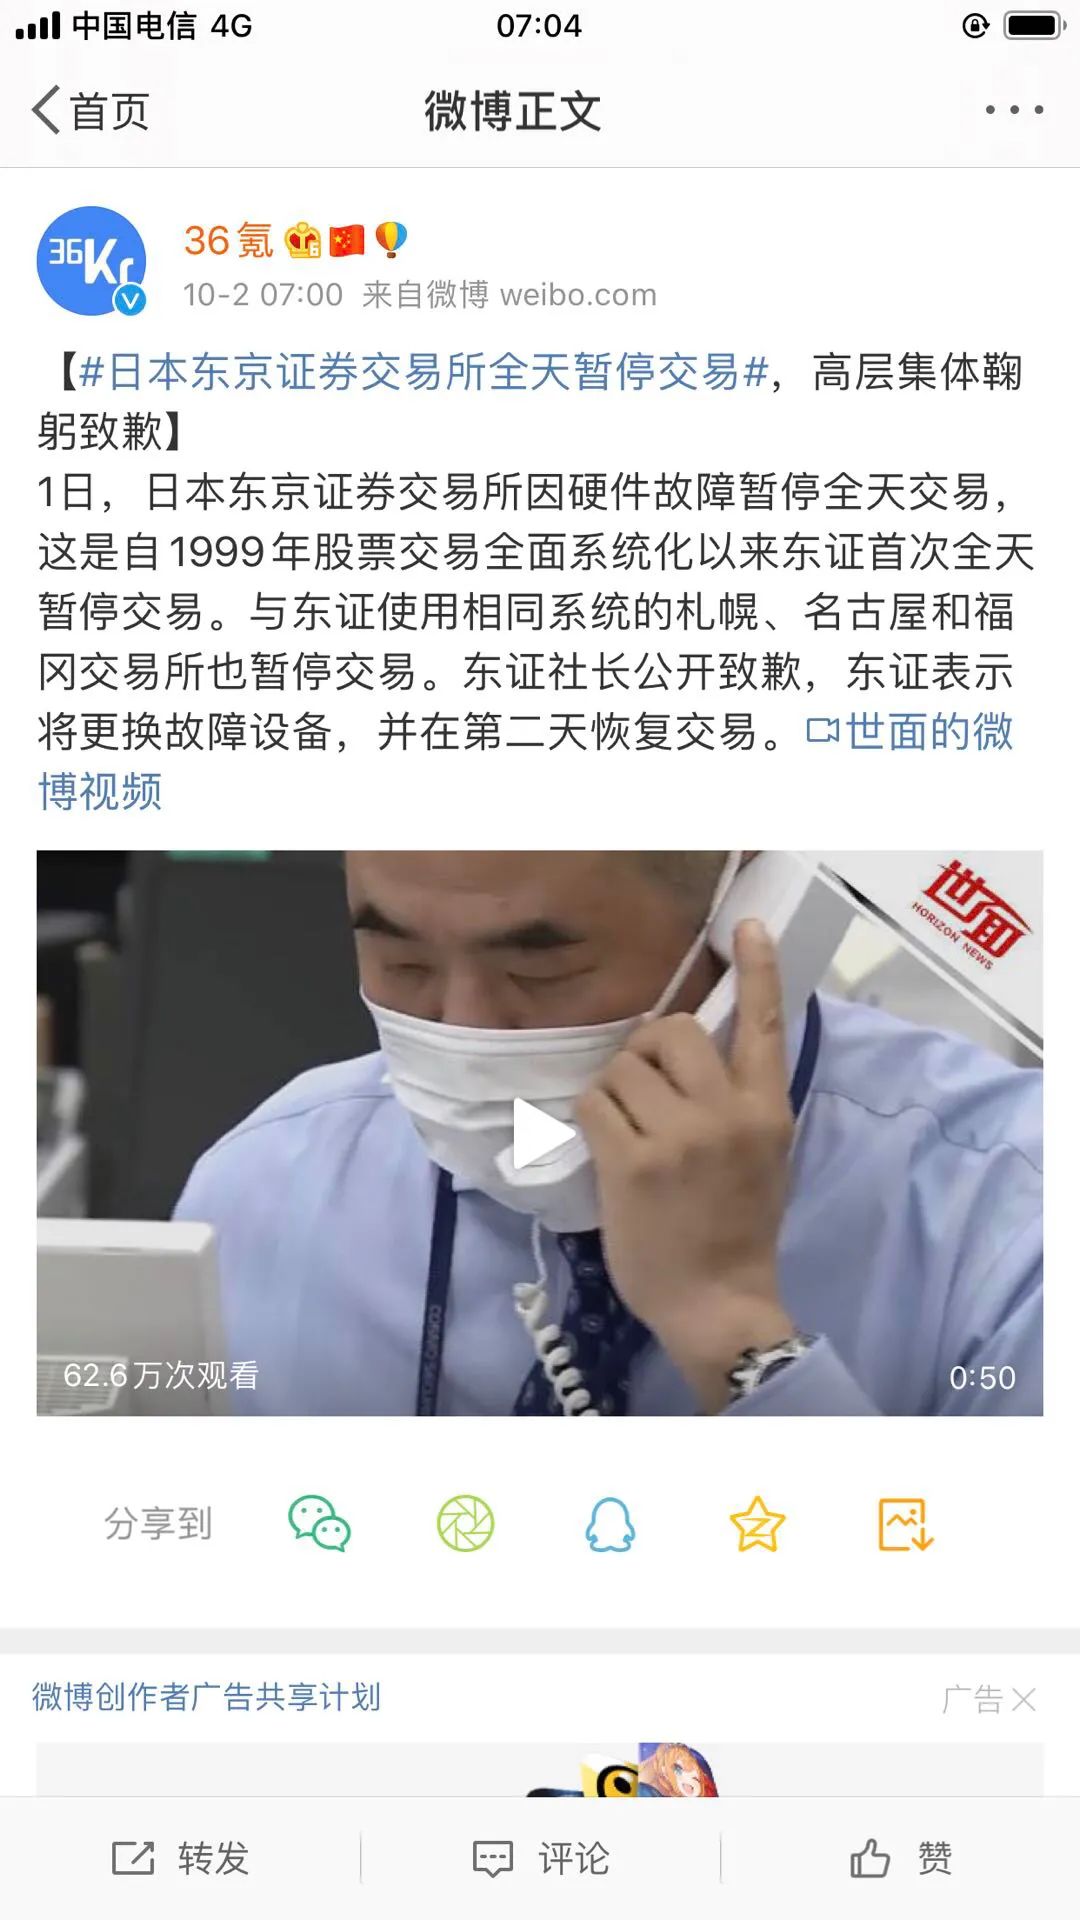 中国电信 4G 07:04
首页 微博正文
36Kr
36氪
6
10-2 07:00 来自微博 weibo.com
【#日本东京证券交易所全天暂停交易#，高层集体鞠
躬致歉】
1日，日本东京证券交易所因硬件故障暂停全天交易，
这是自1999年股票交易全面系统化以来东证首次全天
暂停交易。与东证使用相同系统的札幌、名古屋和福
冈交易所也暂停交易。东证社长公开致歉，东证表示
将更换故障设备，并在第二天恢复交易。世面的微
博视频
世面
HORIZON NEWS
62.6万次观看 0:50
分享到
微博创作者广告共享计划 广告
转发 评论 赞